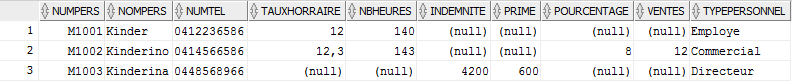 NUMPERS NOMPERS NUMTEL TAUXHORRAIRE NBHEURES INDEMNITE PRIME POURCENTAGE VENTES TYPEPERSONNEL
1 M1001 Kinder 0412236586 12 140 (null) (null) (null) (null) Employe
2 M1002 Kinderino 0414566586 12,3 143 (null) (null) 8 12 Commercial
3 M1003 Kinderina 0448568966 (null) (null) 4200 600 (null) (null) Directeur